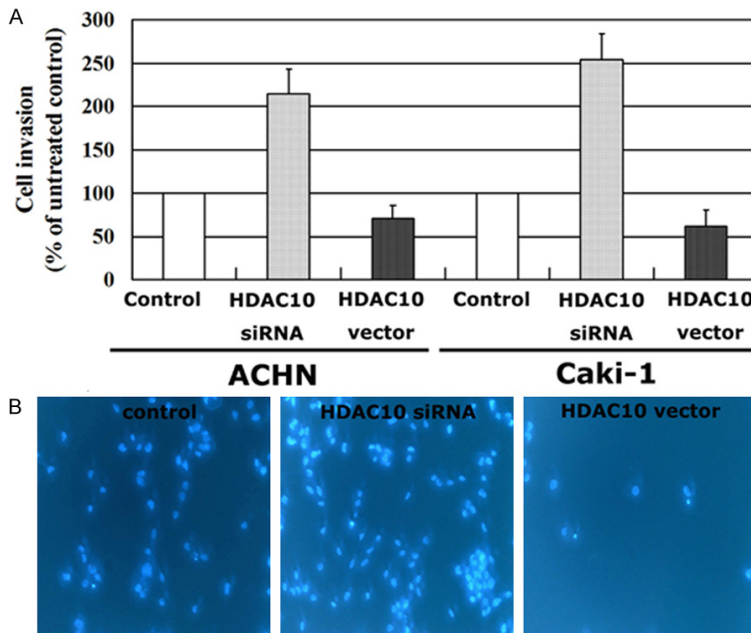 A
Cell invasion
(% of untreated control)
300
250
200
150
100
50
0
Control HDAC10 HDAC10 Control HDAC10 HDAC10
siRNA vector siRNA vector
ACHN Caki-1
B
control HDAC10 siRNA HDAC10 vector